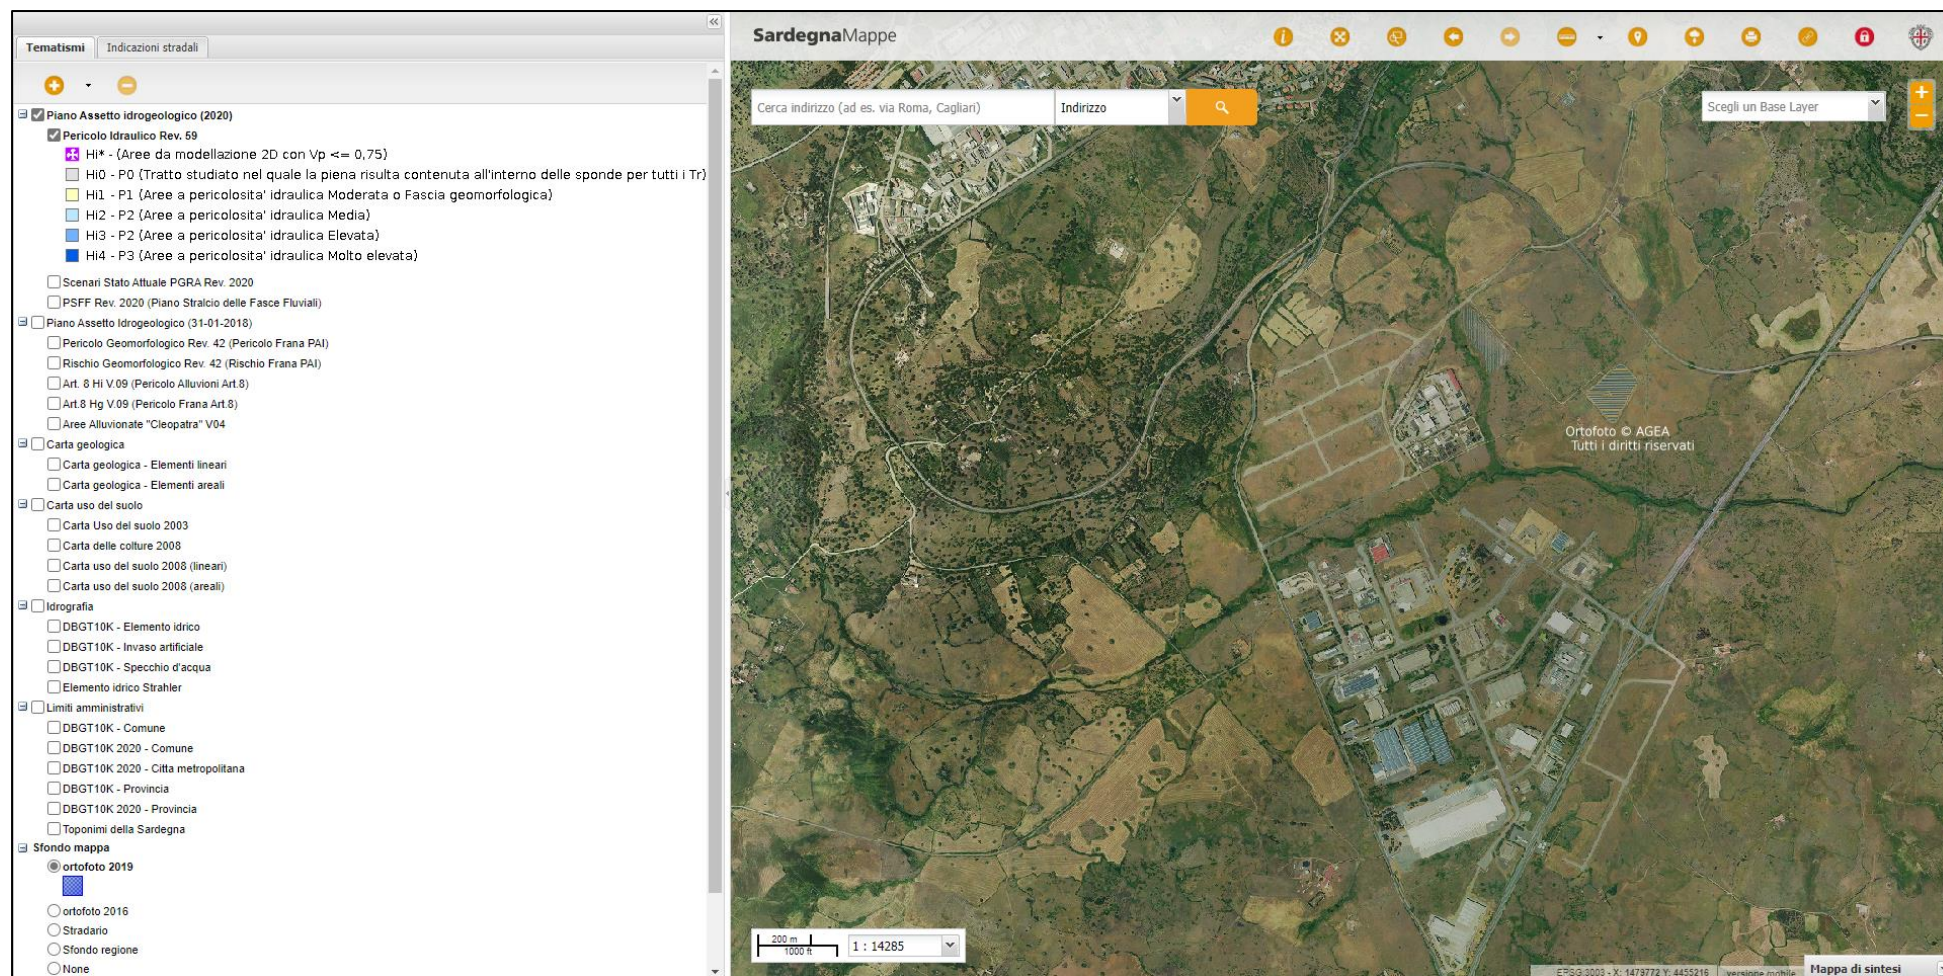 Tematismi
Indicazioni stradali
Piano Assetto idrogeologico (2020)
Pericolo Idraulico Rev. 59
Hi* - (Aree da modellazione 2D con Vp <= 0,75)
Hi0 - P0 (Tratto studiato nel quale la piena risulta contenuta all'interno delle sponde per tutti i Tr)
Hi1 - P1 (Aree a pericolosita' idraulica Moderata o Fascia geomorfologica)
Hi2 - P2 (Aree a pericolosita' idraulica Media)
Hi3 - P2 (Aree a pericolosita' idraulica Elevata)
Hi4 - P3 (Aree a pericolosita' idraulica Molto elevata)
Scenari Stato Attuale PGRA Rev. 2020
PSFF Rev. 2020 (Piano Stralcio delle Fasce Fluviali)
Piano Assetto Idrogeologico (31-01-2018)
Pericolo Geomorfologico Rev. 42 (Pericolo Frana PAI)
Rischio Geomorfologico Rev. 42 (Rischio Frana PAI)
Art. 8 Hi V.09 (Pericolo Alluvioni Art.8)
Art.8 Hg V.09 (Pericolo Frana Art.8)
Aree Alluvionate "Cleopatra" V04
Carta geologica
Carta geologica - Elementi lineari
Carta geologica - Elementi areali
Carta uso del suolo
Carta Uso del suolo 2003
Carta delle colture 2008
Carta uso del suolo 2008 (lineari)
Carta uso del suolo 2008 (areali)
Idrografia
DBGT10K - Elemento idrico
DBGT10K - Invaso artificiale
DBGT10K - Specchio d'acqua
Elemento idrico Strahler
Limiti amministrativi
DBGT10K - Comune
DBGT10K 2020 - Comune
DBGT10K 2020 - Citta metropolitana
DBGT10K - Provincia
DBGT10K 2020 - Provincia
Toponimi della Sardegna
Sfondo mappa
ortofoto 2019
ortofoto 2016
Stradario
Sfondo regione
None
SardegnaMappe
Cerca indirizzo (ad es. via Roma, Cagliari)
Indirizzo
Scegli un Base Layer
Ortofoto © AGEA
Tutti i diritti riservati
200 m
1000 ft
1 : 14285
EPSG:3003 - X: 1479772 Y: 4455216
versione mobile
Mappa di sintesi